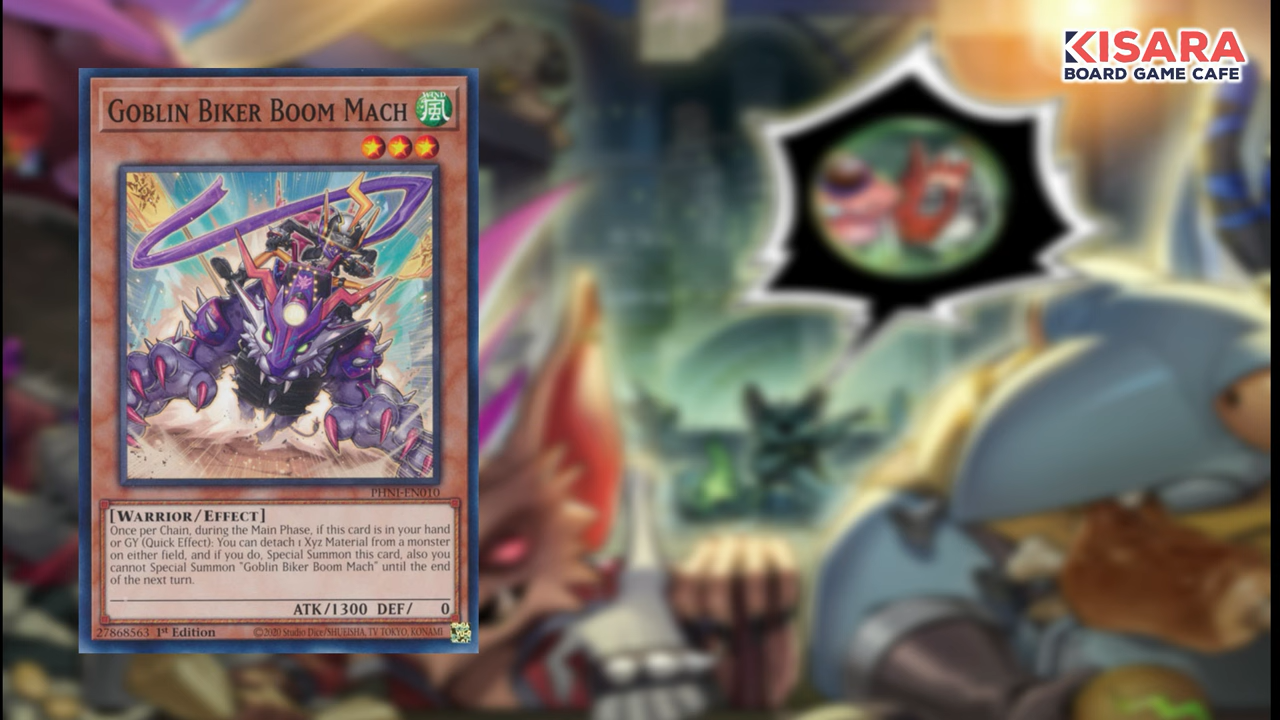 KISARA
BOARD GAME CAFE
GOBLIN BIKER BOOM MACH
WIND
風
PHNI-EN010
[WARRIOR/EFFECT]
Once per Chain, during the Main Phase, if this card is in your hand
or GY (Quick Effect): You can detach 1 Xyz Material from a monster
on either field, and if you do, Special Summon this card, also you
cannot Special Summon "Goblin Biker Boom Mach" until the end
of the next turn.
ATK/1300 DEF/ 0
27868563 1st Edition ©2020 Studio Dice/SHUEISHA, TV TOKYO, KONAMI